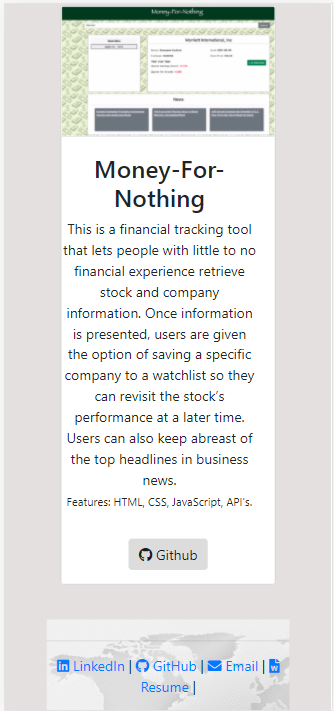 Money-For-Nothing
Marriott International, Inc
News
Money-For-
Nothing
This is a financial tracking tool
that lets people with little to no
financial experience retrieve
stock and company
information. Once information
is presented, users are given
the option of saving a specific
company to a watchlist so they
can revisit the stock’s
performance at a later time.
Users can also keep abreast of
the top headlines in business
news.
Features: HTML, CSS, JavaScript, API's.
Github
LinkedIn | GitHub | Email |
Resume |